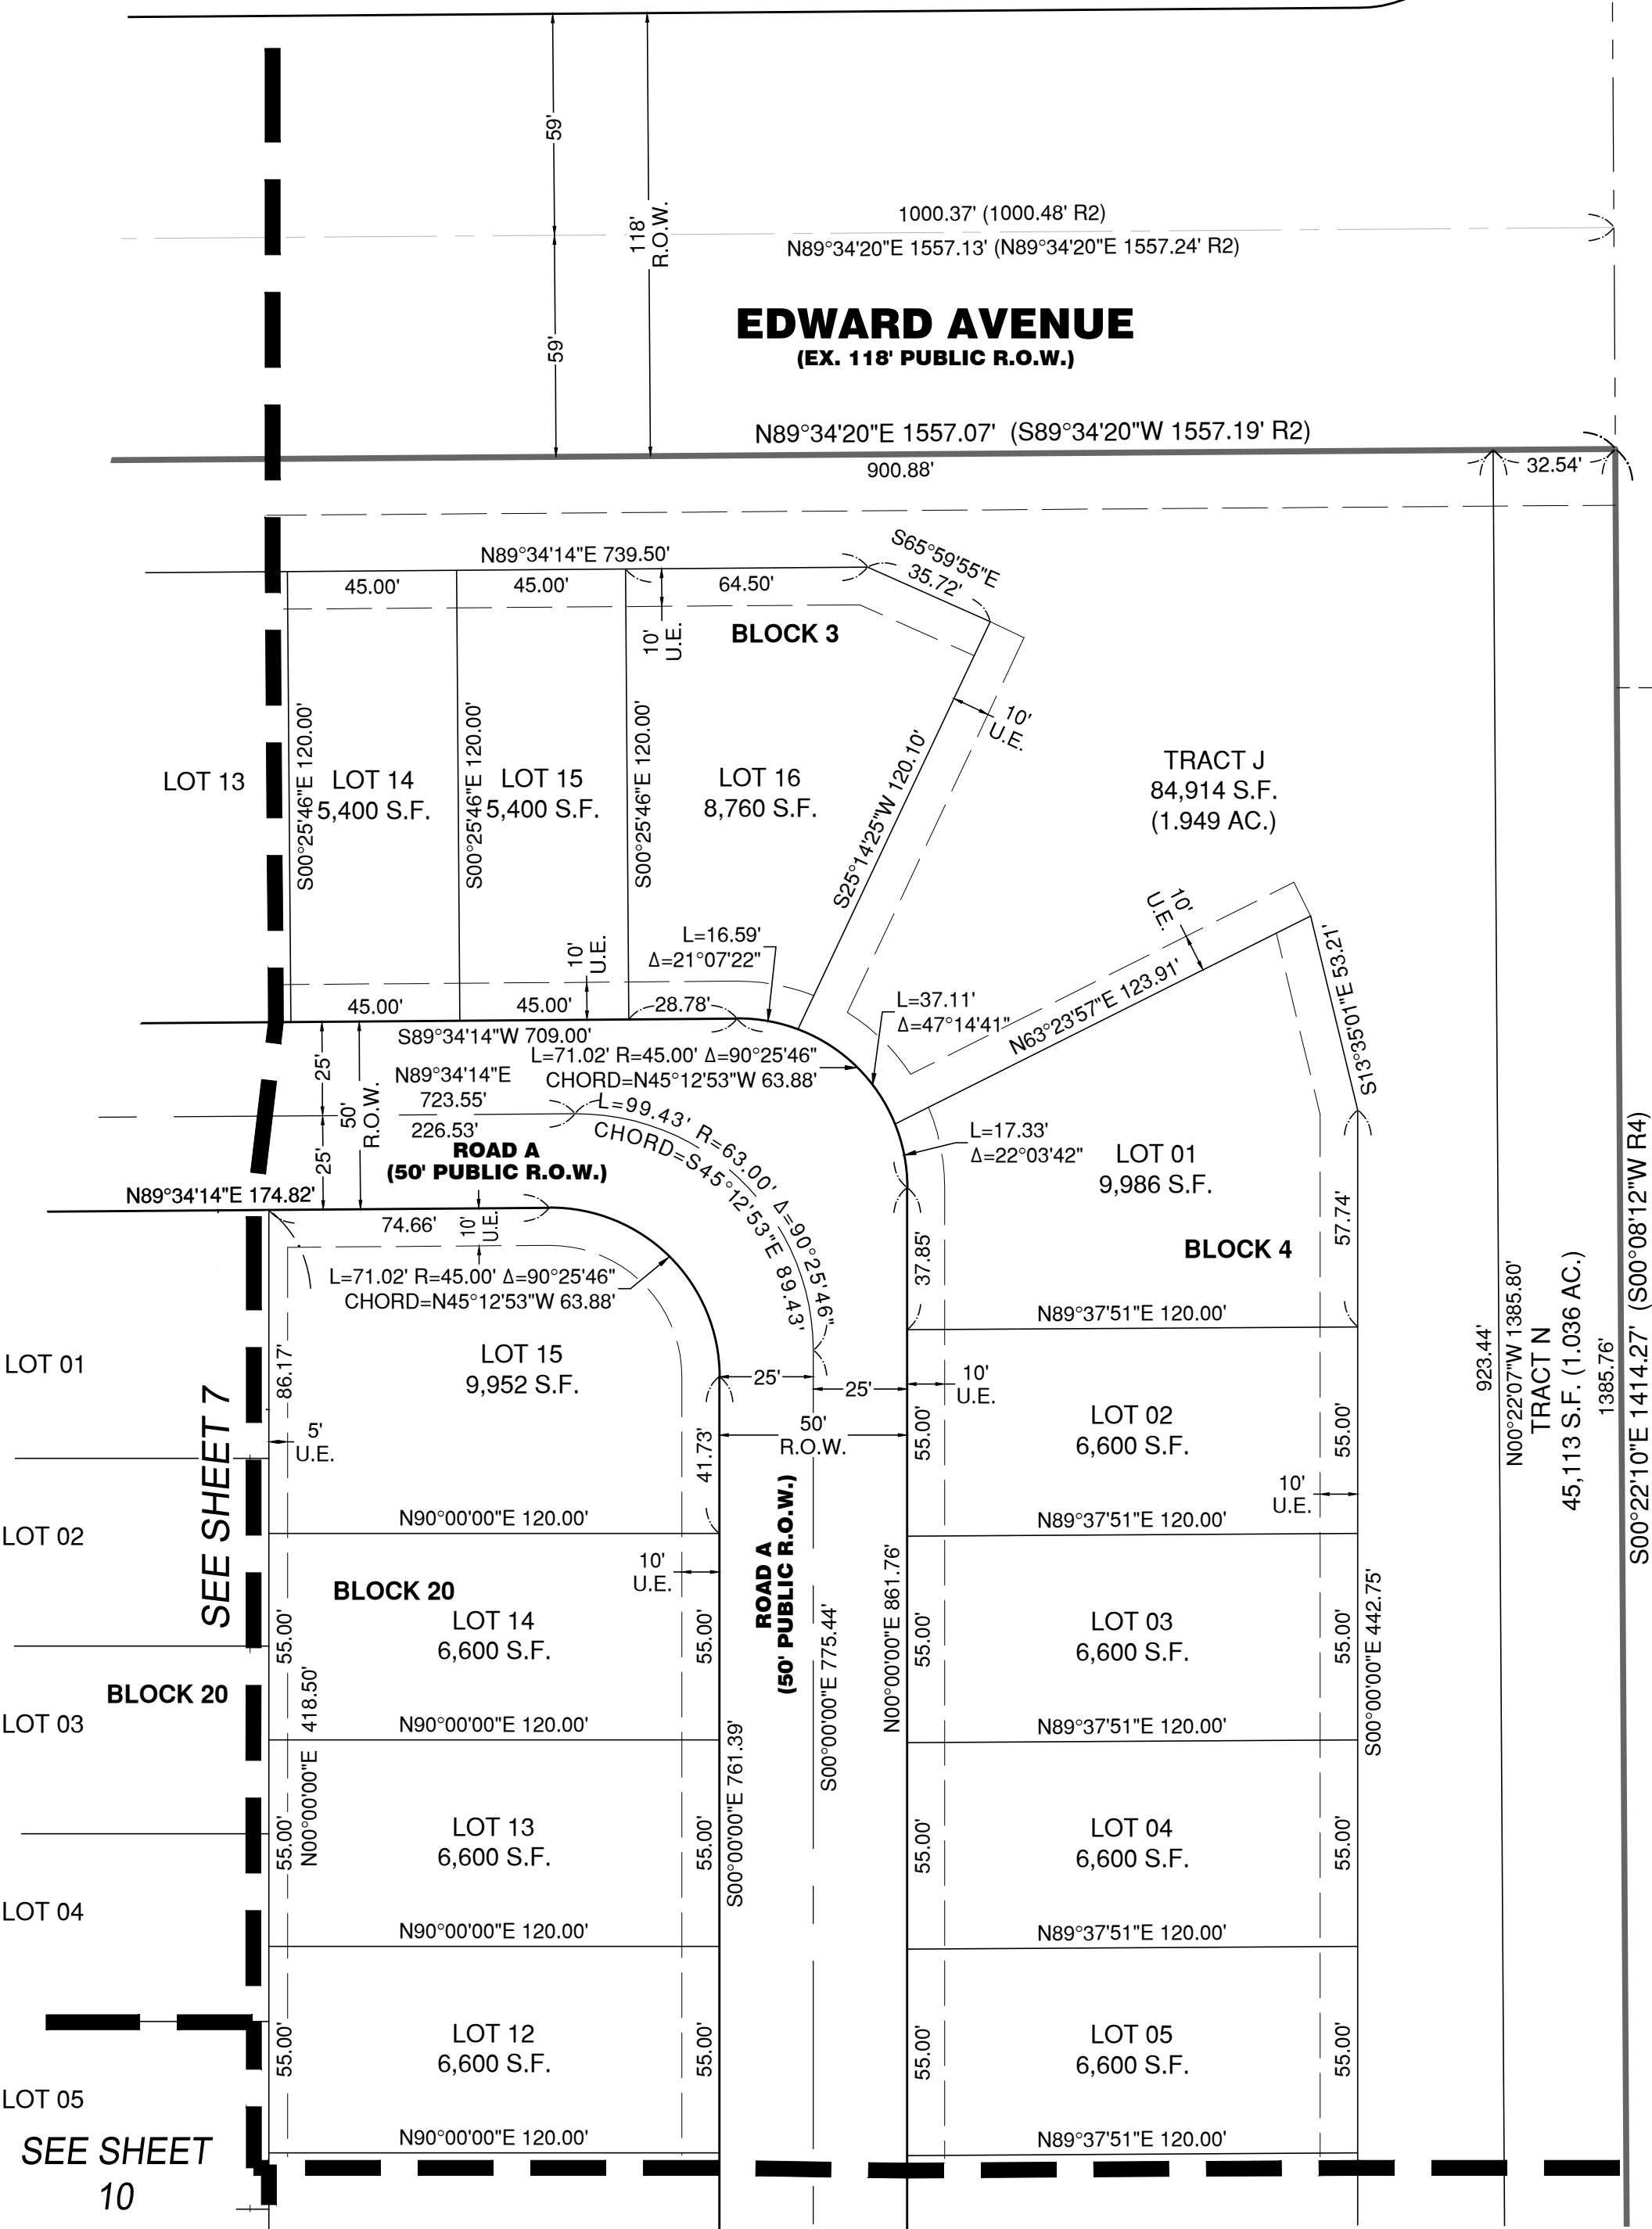 59'
118'
R.O.W.
59'
1000.37' (1000.48' R2)
N89°34'20"E 1557.13' (N89°34'20"E 1557.24' R2)
EDWARD AVENUE
(EX. 118' PUBLIC R.O.W.)
N89°34'20"E 1557.07' (S89°34'20"W 1557.19' R2)
900.88'
32.54'
N89°34'14"E 739.50'
45.00'
45.00'
64.50'
S65°59'55"E
35.72'
10'
U.E.
BLOCK 3
LOT 13
S00°25'46"E 120.00'
LOT 14
5,400 S.F.
S00°25'46"E 120.00'
LOT 15
5,400 S.F.
S00°25'46"E 120.00'
LOT 16
8,760 S.F.
S25°14'25"W 120.10'
10'
U.E.
TRACT J
84,914 S.F.
(1.949 AC.)
10'
U.E.
10'
U.E.
L=16.59'
Δ=21°07'22"
45.00'
45.00'
28.78'
L=37.11'
Δ=47°14'41"
N63°23'57"E 123.91'
S13°35'01"E 53.21'
S89°34'14"W 709.00'
L=71.02' R=45.00' Δ=90°25'46"
CHORD=N45°12'53"W 63.88'
25'
50'
R.O.W.
25'
N89°34'14"E
723.55'
226.53'
L=99.43' R=63.00' Δ=90°25'46"
CHORD=S45°12'53"E 89.43'
ROAD A
(50' PUBLIC R.O.W.)
L=17.33'
Δ=22°03'42"
LOT 01
9,986 S.F.
N89°34'14"E 174.82'
74.66'
10'
U.E.
L=71.02' R=45.00' Δ=90°25'46"
CHORD=N45°12'53"W 63.88'
37.85'
BLOCK 4
57.74'
N89°37'51"E 120.00'
LOT 01
86.17'
LOT 15
9,952 S.F.
25'
25'
10'
U.E.
50'
R.O.W.
5'
U.E.
41.73'
55.00'
LOT 02
6,600 S.F.
55.00'
10'
U.E.
923.44'
N00°22'07"W 1385.80'
TRACT N
45,113 S.F. (1.036 AC.)
1385.76'
S00°22'10"E 1414.27' (S00°08'12"W R4)
SEE SHEET 7
LOT 02
N90°00'00"E 120.00'
N89°37'51"E 120.00'
10'
U.E.
ROAD A
(50' PUBLIC R.O.W.)
BLOCK 20
LOT 14
6,600 S.F.
55.00'
55.00'
S00°00'00"E 775.44'
N00°00'00"E 861.76'
55.00'
LOT 03
6,600 S.F.
55.00'
S00°00'00"E 442.75'
BLOCK 20
LOT 03
N00°00'00"E 418.50'
N90°00'00"E 120.00'
N89°37'51"E 120.00'
S00°00'00"E 761.39'
55.00'
LOT 13
6,600 S.F.
55.00'
55.00'
LOT 04
6,600 S.F.
55.00'
LOT 04
N90°00'00"E 120.00'
N89°37'51"E 120.00'
55.00'
LOT 12
6,600 S.F.
55.00'
55.00'
LOT 05
6,600 S.F.
55.00'
LOT 05
N90°00'00"E 120.00'
N89°37'51"E 120.00'
SEE SHEET
10